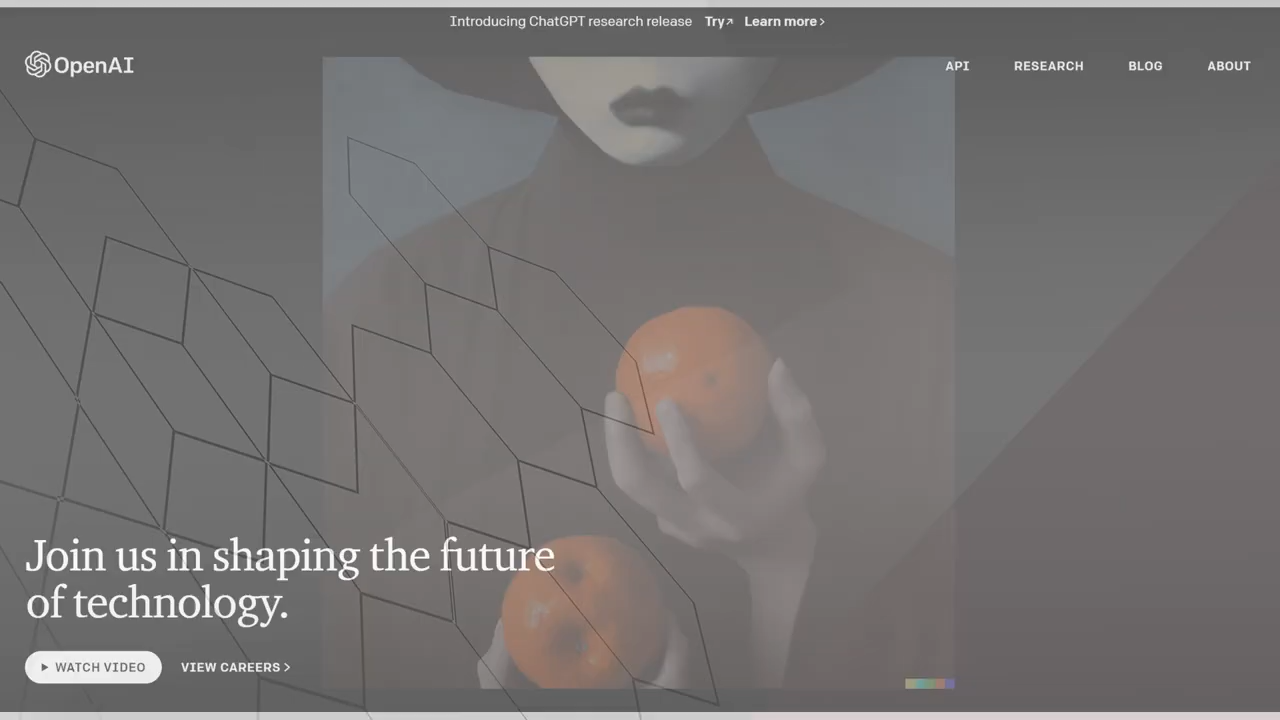 Introducing ChatGPT research release Try↗ Learn more >
OpenAI
API RESEARCH BLOG ABOUT
Join us in shaping the future
of technology.
WATCH VIDEO VIEW CAREERS >